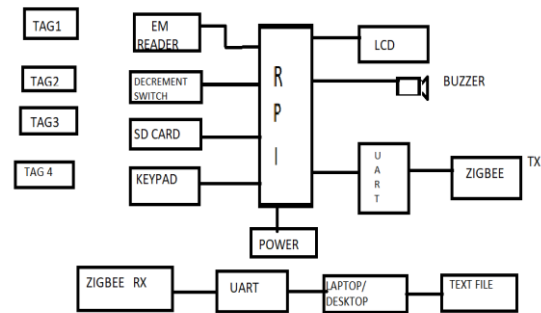 TAG1
EM
READER
LCD
TAG2
DECREMENT
SWITCH
R
P
I
BUZZER
TAG3
SD CARD
TAG 4
KEYPAD
U
A
R
T
ZIGBEE
TX
POWER
ZIGBEE RX
UART
LAPTOP/
DESKTOP
TEXT FILE